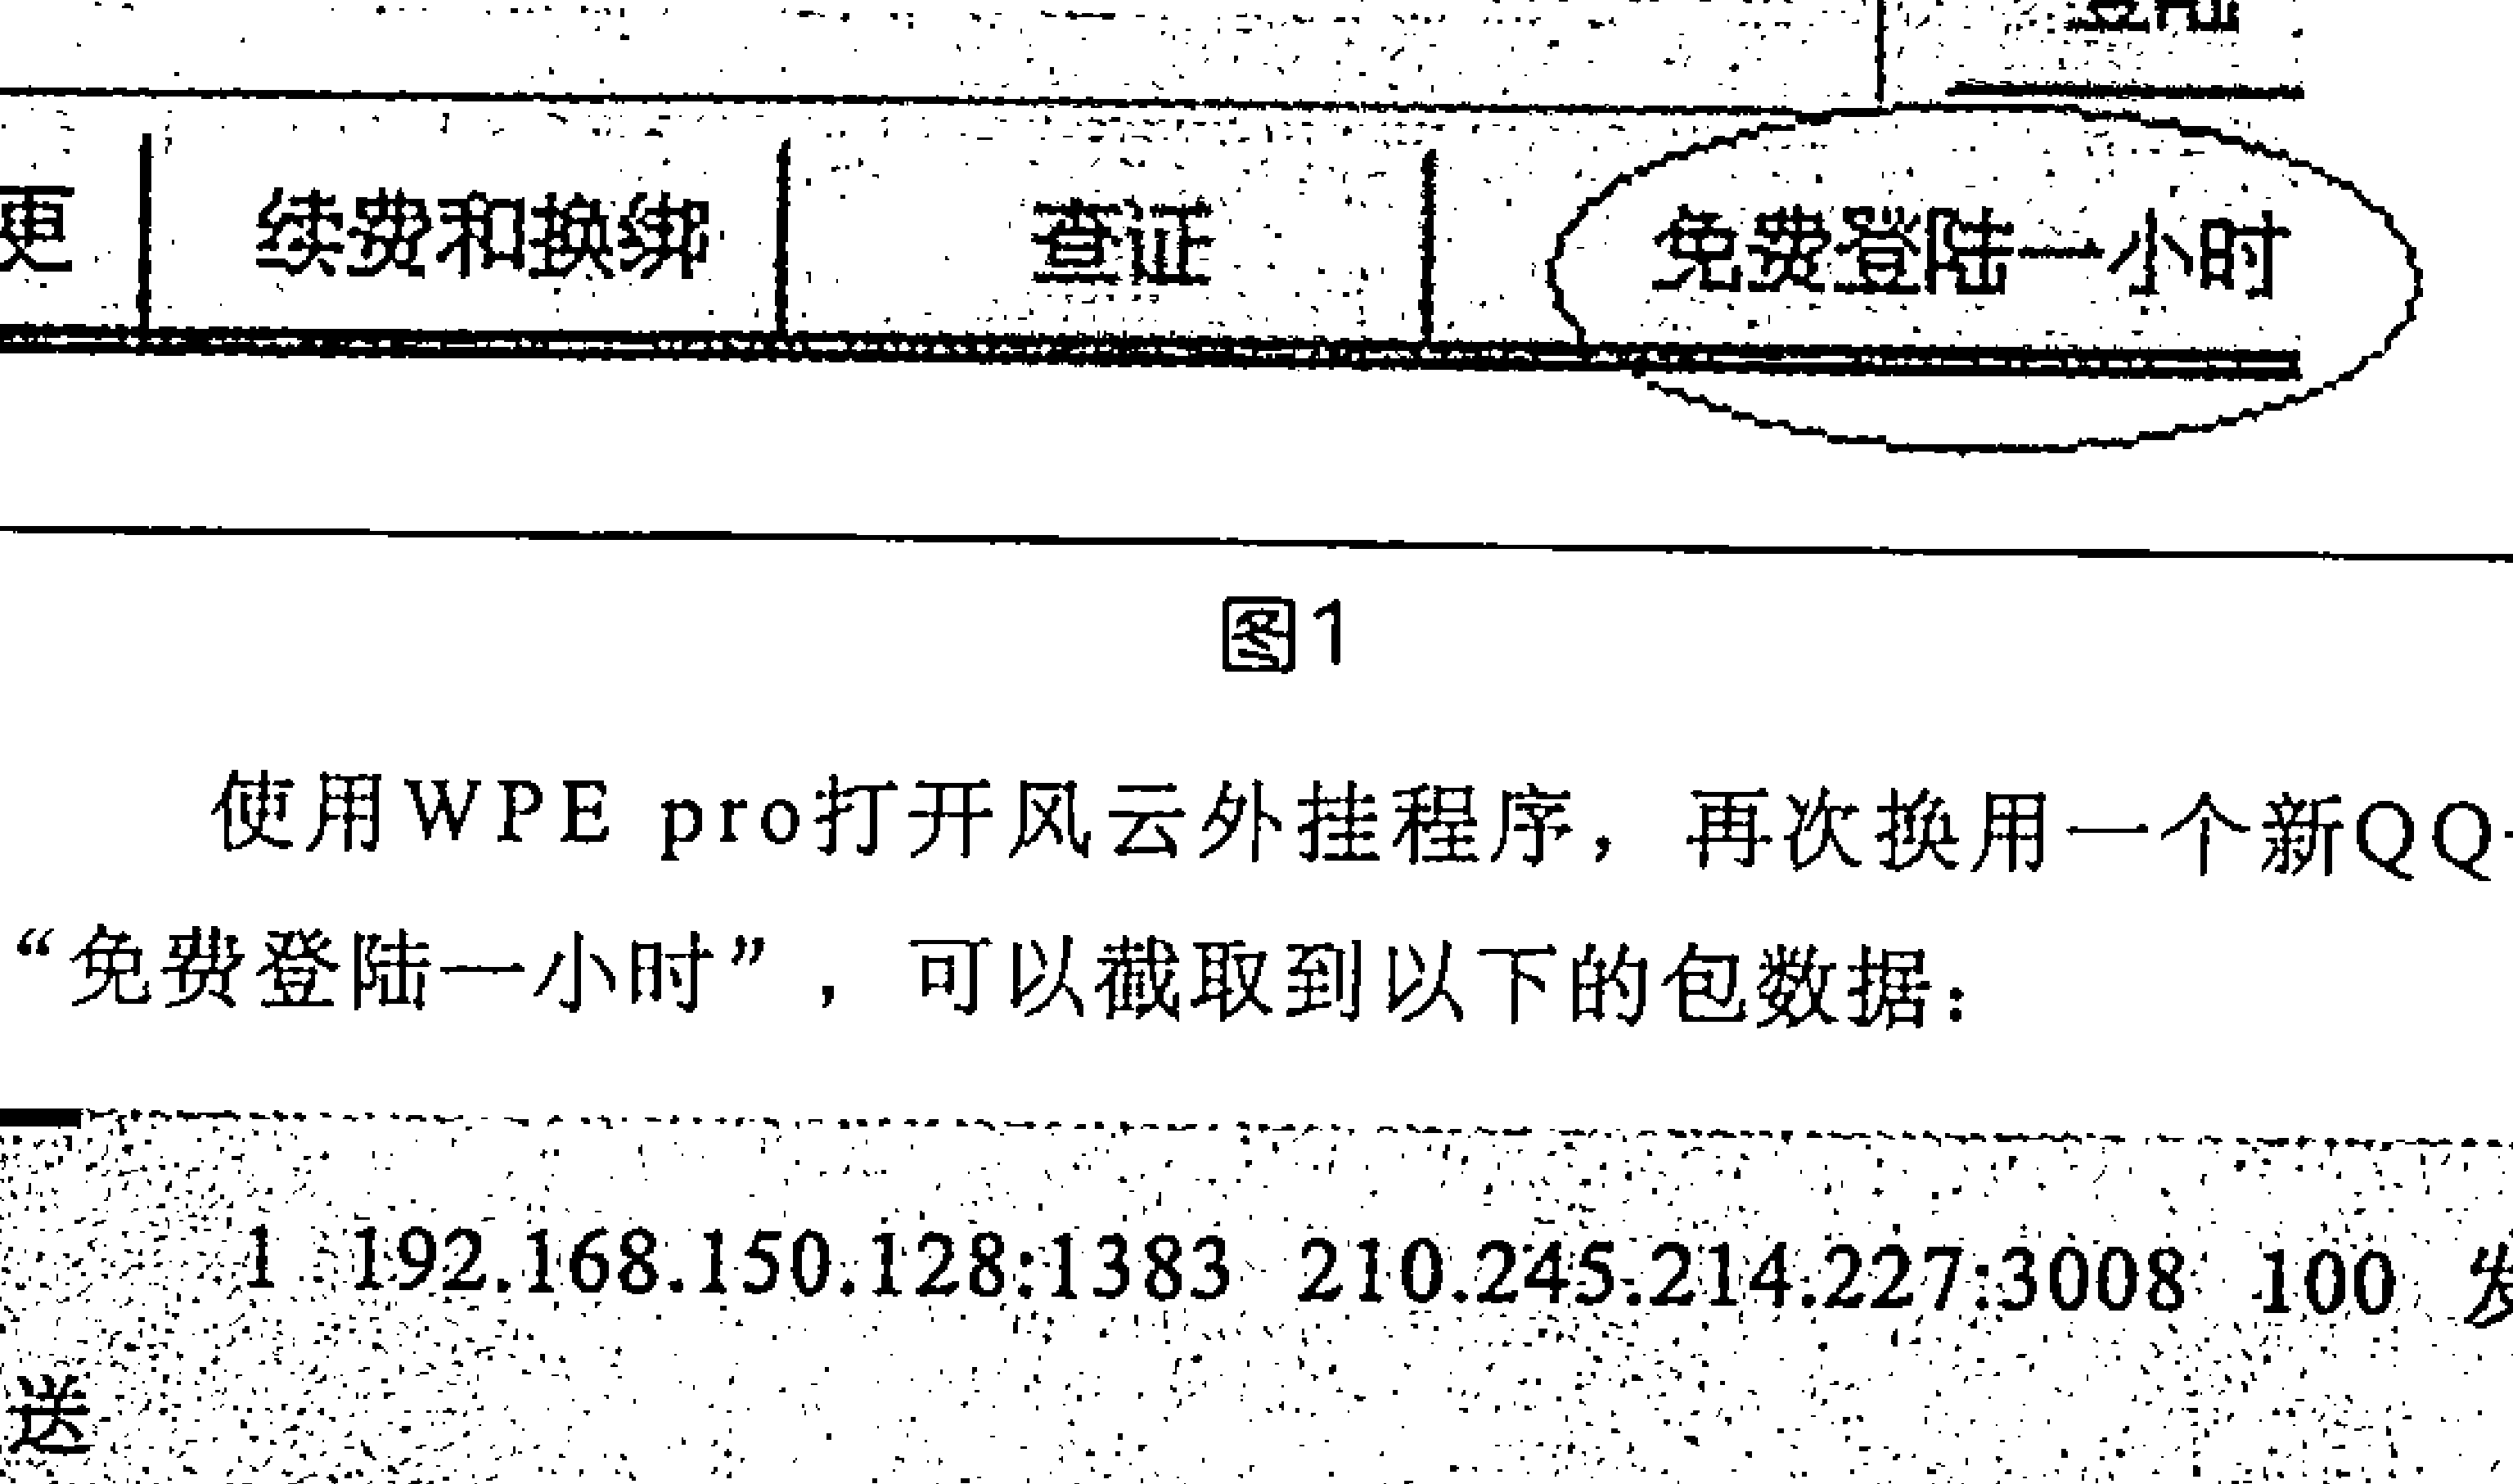 更 续费和换绑 查证 免费登陆一小时
图1
使用WPE pro打开风云外挂程序，再次换用一个新QQ
“免费登陆一小时”，可以截取到以下的包数据：
1 192.168.150.128:1383 210.245.214.227:3008 100 发
送